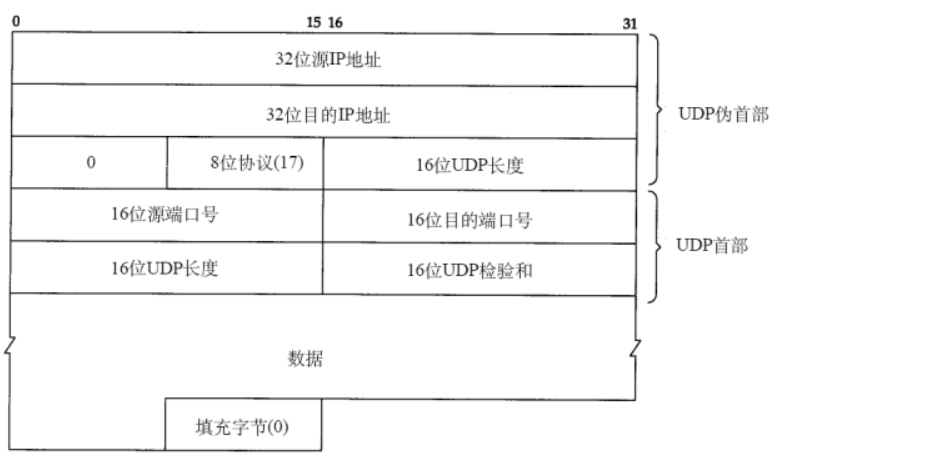 0 15 16 31
32位源IP地址
32位目的IP地址
UDP伪首部
0 8位协议(17) 16位UDP长度
16位源端口号 16位目的端口号
UDP首部
16位UDP长度 16位UDP检验和
数据
填充字节(0)